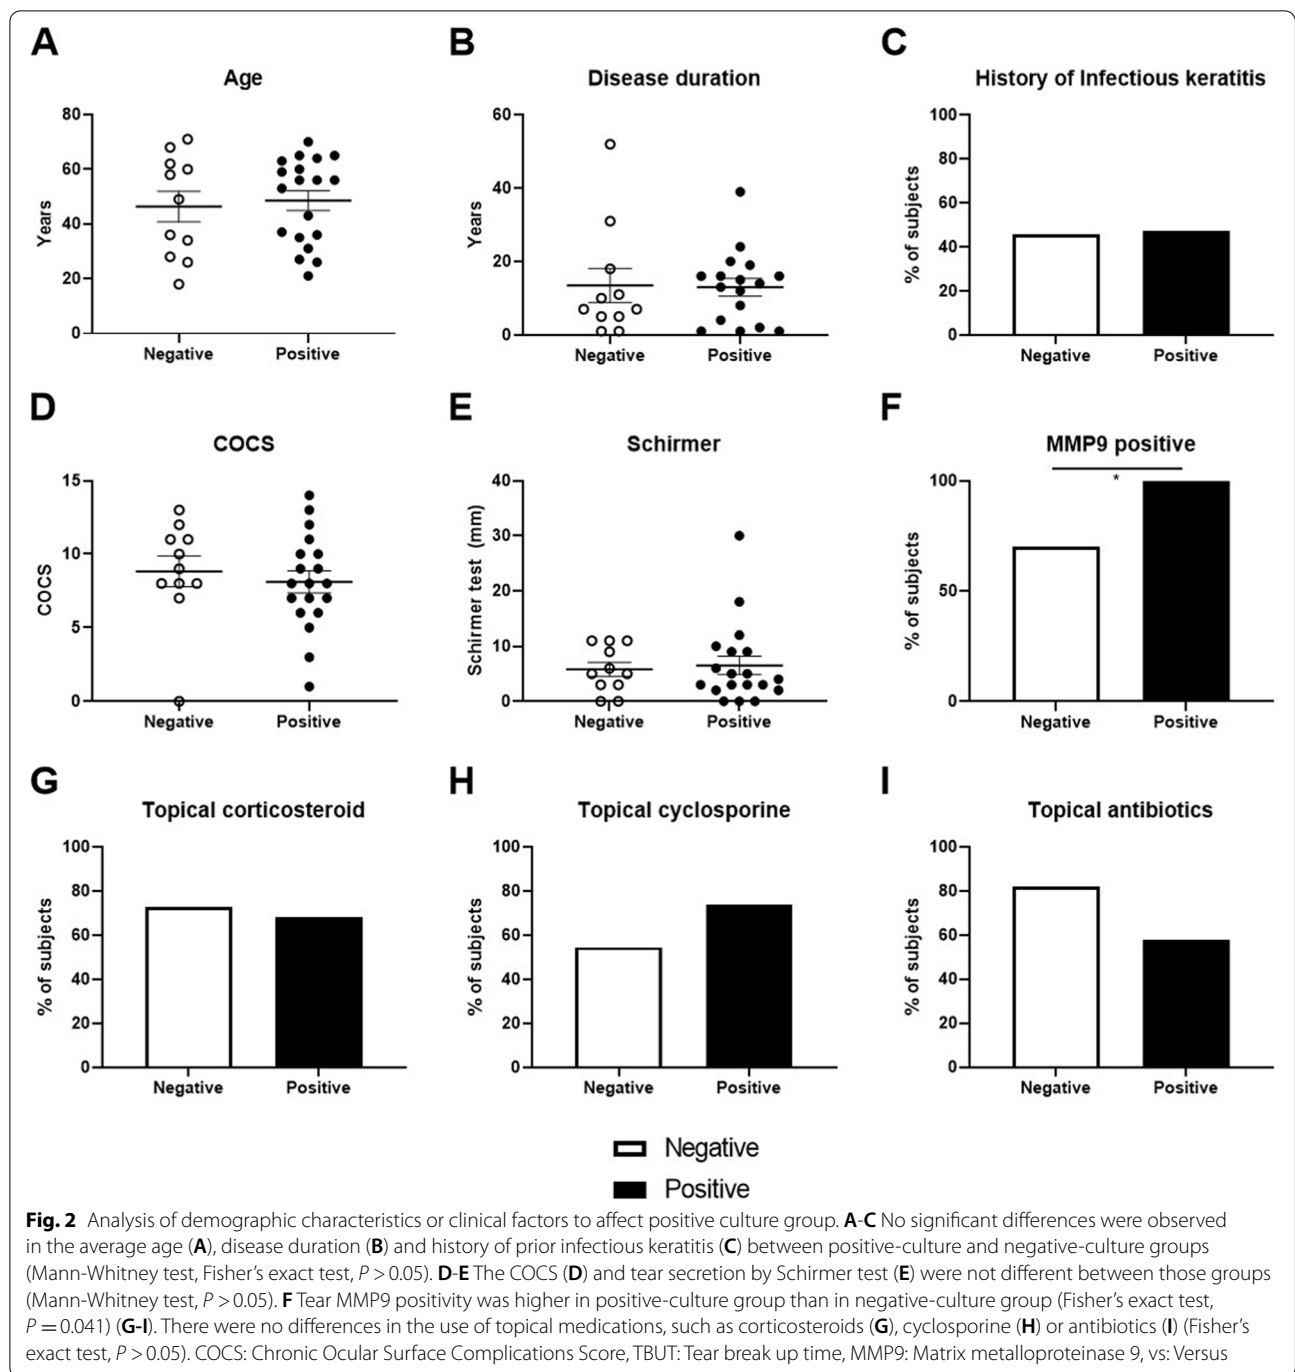 A
Age
80
60
40
20
0
Years
Negative
Positive
B
Disease duration
60
40
20
0
Years
Negative
Positive
C
History of Infectious keratitis
100
80
60
40
20
0
% of subjects
Negative
Positive
D
COCS
15
10
5
0
COCS
Negative
Positive
E
Schirmer
40
30
20
10
0
Schirmer test (mm)
Negative
Positive
F
MMP9 positive
*
100
50
0
% of subjects
Negative
Positive
G
Topical corticosteroid
100
80
60
40
20
0
% of subjects
Negative
Positive
H
Topical cyclosporine
100
80
60
40
20
0
% of subjects
Negative
Positive
I
Topical antibiotics
100
80
60
40
20
0
% of subjects
Negative
Positive
Negative
Positive
Fig. 2 Analysis of demographic characteristics or clinical factors to affect positive culture group. A-C No significant differences were observed
in the average age (A), disease duration (B) and history of prior infectious keratitis (C) between positive-culture and negative-culture groups
(Mann-Whitney test, Fisher’s exact test, P > 0.05). D-E The COCS (D) and tear secretion by Schirmer test (E) were not different between those groups
(Mann-Whitney test, P > 0.05). F Tear MMP9 positivity was higher in positive-culture group than in negative-culture group (Fisher’s exact test,
P = 0.041) (G-I). There were no differences in the use of topical medications, such as corticosteroids (G), cyclosporine (H) or antibiotics (I) (Fisher’s
exact test, P > 0.05). COCS: Chronic Ocular Surface Complications Score, TBUT: Tear break up time, MMP9: Matrix metalloproteinase 9, vs: Versus